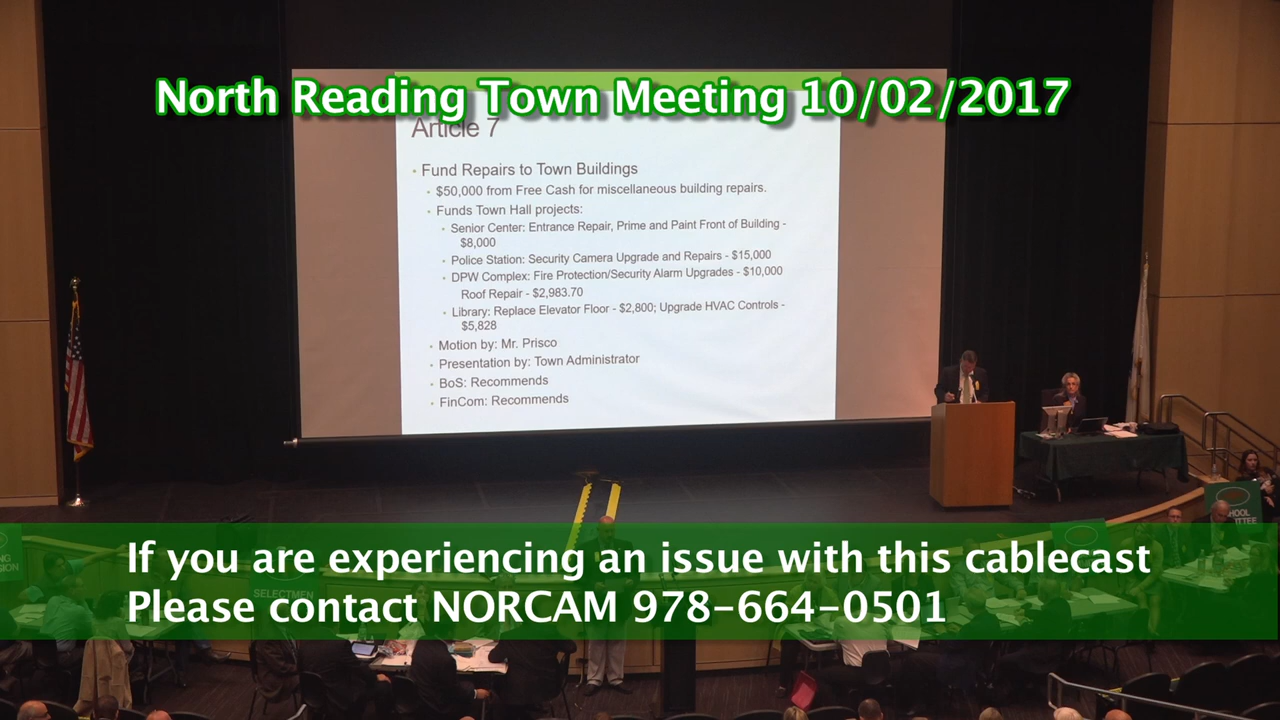 North Reading Town Meeting 10/02/2017
Article 7
• Fund Repairs to Town Buildings
• $50,000 from Free Cash for miscellaneous building repairs.
• Funds Town Hall projects:
• Senior Center: Entrance Repair, Prime and Paint Front of Building -
$8,000
• Police Station: Security Camera Upgrade and Repairs - $15,000
• DPW Complex: Fire Protection/Security Alarm Upgrades - $10,000
Roof Repair - $2,983.70
• Library: Replace Elevator Floor - $2,800; Upgrade HVAC Controls -
$5,828
• Motion by: Mr. Prisco
• Presentation by: Town Administrator
• BoS: Recommends
• FinCom: Recommends
If you are experiencing an issue with this cablecast
Please contact NORCAM 978-664-0501
SELECTMEN